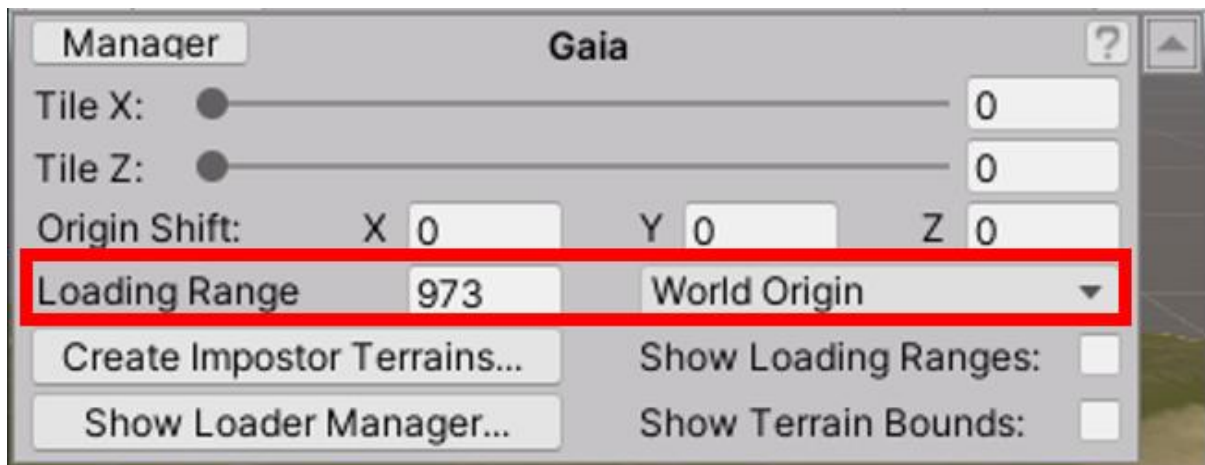 Manager Gaia ?
Tile X: 0
Tile Z: 0
Origin Shift: X 0 Y 0 Z 0
Loading Range 973 World Origin
Create Impostor Terrains... Show Loading Ranges:
Show Loader Manager... Show Terrain Bounds: